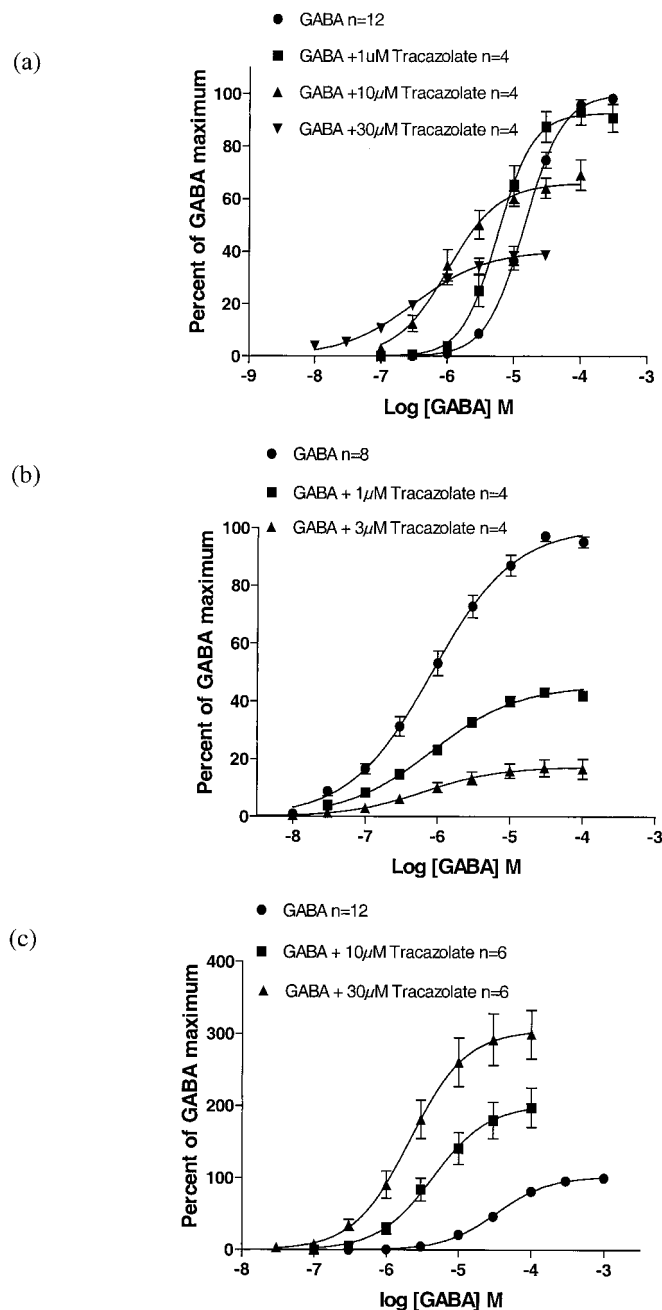 (a)
GABA n=12
GABA +1uM Tracazolate n=4
GABA +10µM Tracazolate n=4
GABA +30µM Tracazolate n=4
Percent of GABA maximum
100
80
60
40
20
0
-9 -8 -7 -6 -5 -4 -3
Log [GABA] M
(b)
GABA n=8
GABA + 1µM Tracazolate n=4
GABA + 3µM Tracazolate n=4
Percent of GABA maximum
100
80
60
40
20
0
-8 -7 -6 -5 -4 -3
Log [GABA] M
(c)
GABA n=12
GABA + 10µM Tracazolate n=6
GABA + 30µM Tracazolate n=6
Percent of GABA maximum
400
300
200
100
0
-8 -7 -6 -5 -4 -3
log [GABA] M